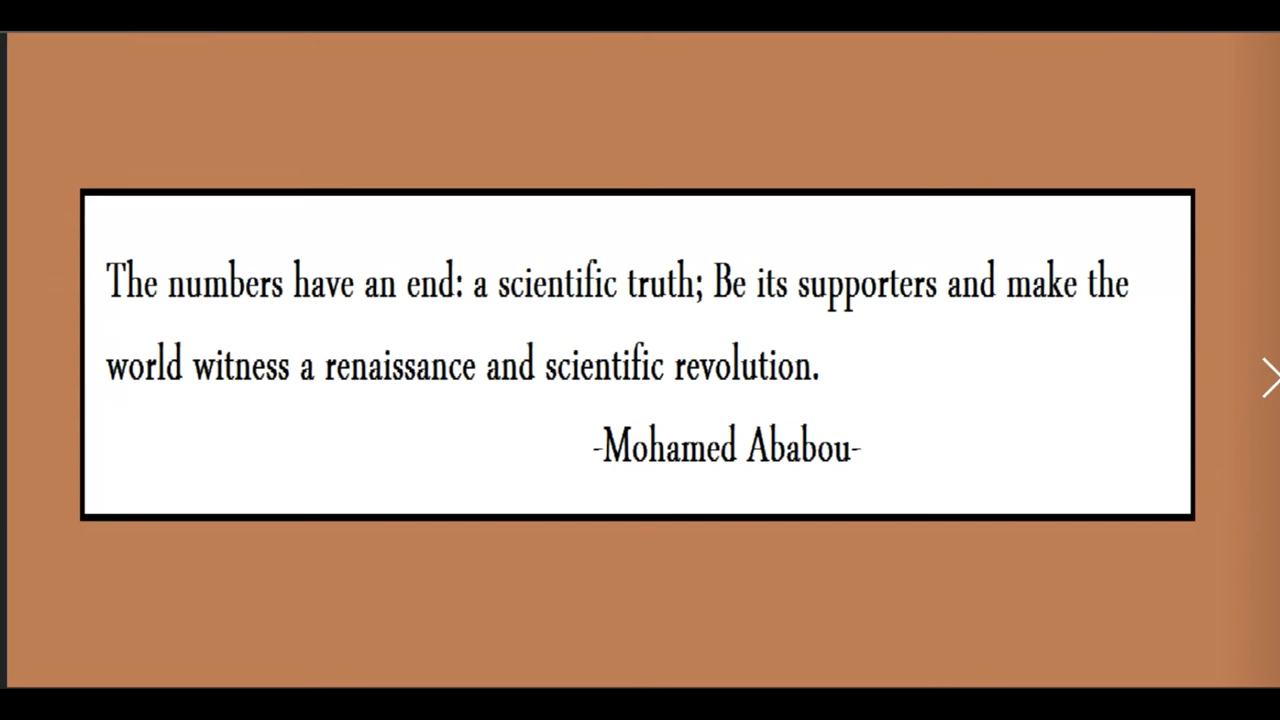 The numbers have an end: a scientific truth; Be its supporters and make the
world witness a renaissance and scientific revolution.
-Mohamed Ababou-